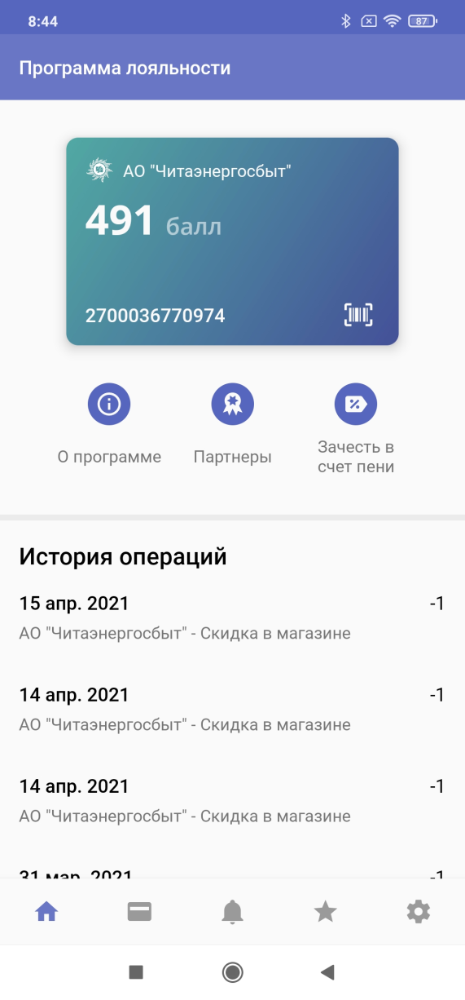 8:44
87
Программа лояльности
АО "Читаэнергосбыт"
491 балл
2700036770974
О программе
Партнеры
Зачесть в
счет пени
История операций
15 апр. 2021 -1
АО "Читаэнергосбыт" - Скидка в магазине
14 апр. 2021 -1
АО "Читаэнергосбыт" - Скидка в магазине
14 апр. 2021 -1
АО "Читаэнергосбыт" - Скидка в магазине
31 мар. 2021 -1